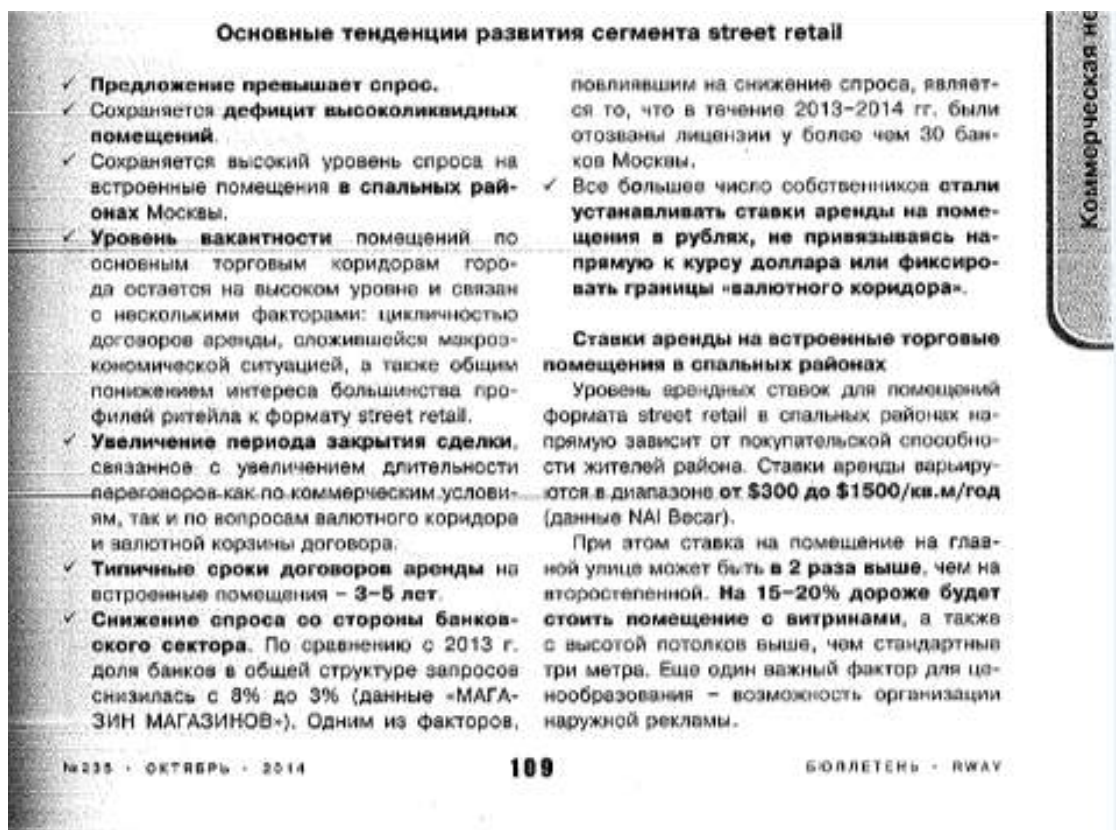 Основные тенденции развития сегмента street retail
✓ Предложение превышает спрос.
✓ Сохраняется дефицит высоколиквидных
помещений.
✓ Сохраняется высокий уровень спроса на
встроенные помещения в спальных рай-
онах Москвы.
✓ Уровень вакантности помещений по
основным торговым коридорам горо-
да остается на высоком уровне и связан
с несколькими факторами: цикличностью
договоров аренды, сложившейся макроэ-
кономической ситуацией, а также общим
понижением интереса большинства про-
филей ритейла к формату street retail.
✓ Увеличение периода закрытия сделки,
связанное с увеличением длительности
переговоров как по коммерческим услови-
ям, так и по вопросам валютного коридора
и валютной корзины договора.
✓ Типичные сроки договоров аренды на
встроенные помещения – 3–5 лет.
✓ Снижение спроса со стороны банков-
ского сектора. По сравнению с 2013 г.
доля банков в общей структуре запросов
снизилась с 8% до 3% (данные «МАГА-
ЗИН МАГАЗИНОВ»). Одним из факторов,
повлиявшим на снижение спроса, являет-
ся то, что в течение 2013–2014 гг. были
отозваны лицензии у более чем 30 бан-
ков Москвы.
✓ Все большее число собственников стали
устанавливать ставки аренды на поме-
щения в рублях, не привязываясь на-
прямую к курсу доллара или фиксиро-
вать границы «валютного коридора».
Ставки аренды на встроенные торговые
помещения в спальных районах
Уровень арендных ставок для помещений
формата street retail в спальных районах на-
прямую зависит от покупательской способно-
сти жителей района. Ставки аренды варьиру-
ются в диапазоне от $300 до $1500/кв.м/год
(данные NAI Becar).
При этом ставка на помещение на глав-
ной улице может быть в 2 раза выше, чем на
второстепенной. На 15–20% дороже будет
стоить помещение с витринами, а также
с высотой потолков выше, чем стандартные
три метра. Еще один важный фактор для це-
нообразования – возможность организации
наружной рекламы.
Коммерческая не
№235 · ОКТЯБРЬ · 2014
109
БЮЛЛЕТЕНЬ · RWAY